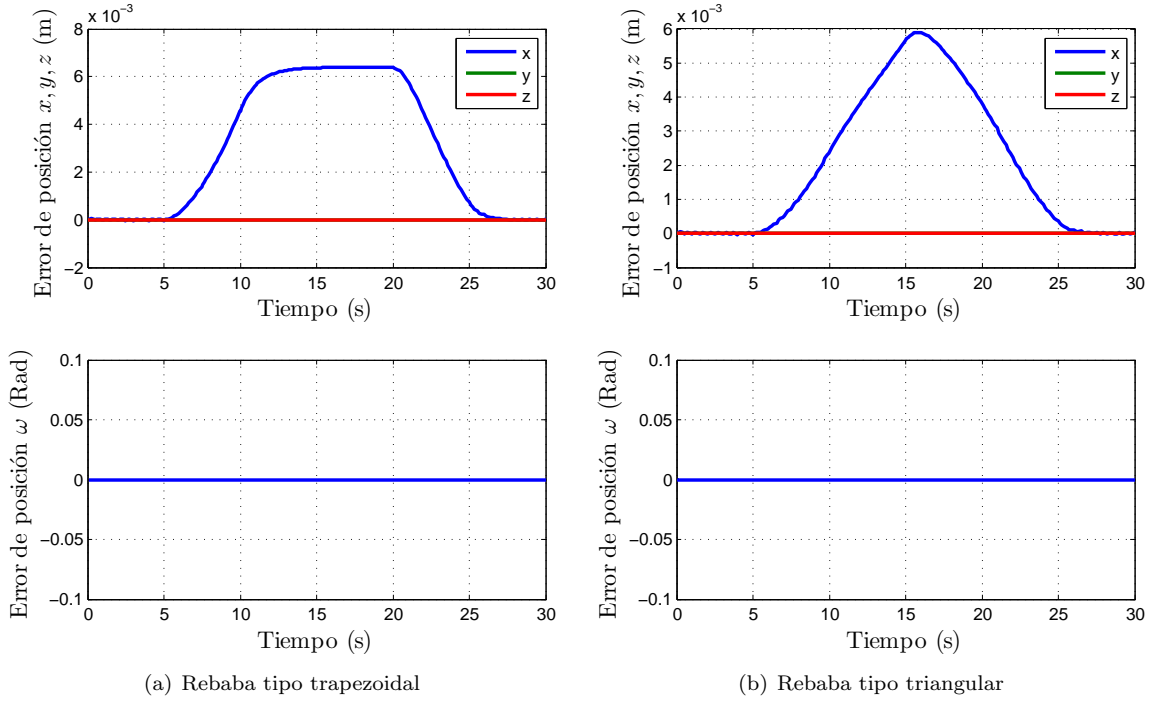 x 10⁻³
8
6
4
2
0
−2
0 5 10 15 20 25 30
Error de posición x, y, z (m)
Tiempo (s)
x
y
z
x 10⁻³
6
5
4
3
2
1
0
−1
0 5 10 15 20 25 30
Error de posición x, y, z (m)
Tiempo (s)
x
y
z
0.1
0.05
0
−0.05
−0.1
0 5 10 15 20 25 30
Error de posición ω (Rad)
Tiempo (s)
(a) Rebaba tipo trapezoidal
0.1
0.05
0
−0.05
−0.1
0 5 10 15 20 25 30
Error de posición ω (Rad)
Tiempo (s)
(b) Rebaba tipo triangular